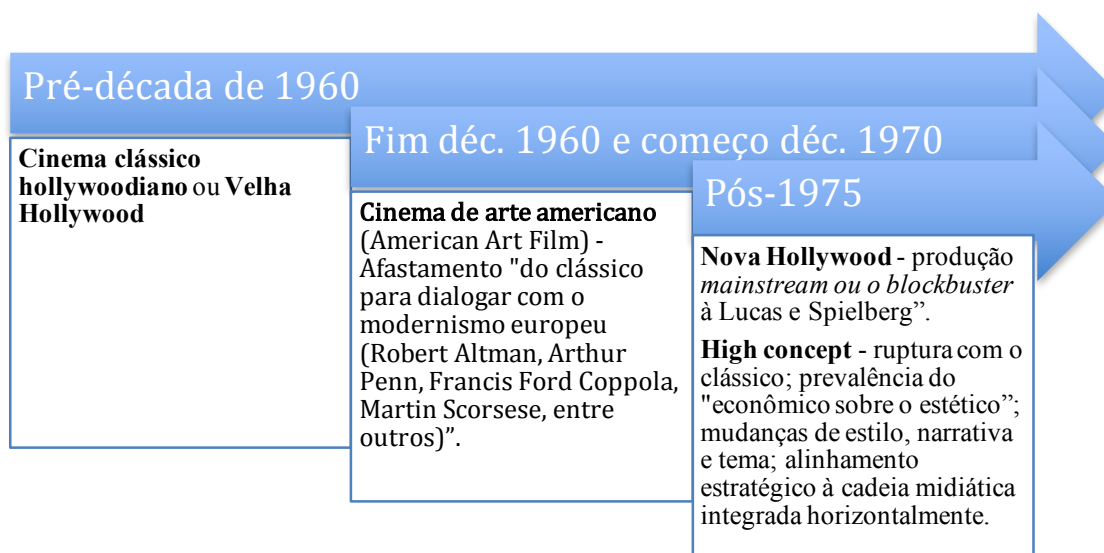 Pré-década de 1960
Cinema clássico
hollywoodiano ou Velha
Hollywood
Fim déc. 1960 e começo déc. 1970
Cinema de arte americano
(American Art Film) -
Afastamento "do clássico
para dialogar com o
modernismo europeu
(Robert Altman, Arthur
Penn, Francis Ford Coppola,
Martin Scorsese, entre
outros)”.
Pós-1975
Nova Hollywood - produção
mainstream ou o blockbuster
à Lucas e Spielberg”.
High concept - ruptura com o
clássico; prevalência do
"econômico sobre o estético”;
mudanças de estilo, narrativa
e tema; alinhamento
estratégico à cadeia midiática
integrada horizontalmente.